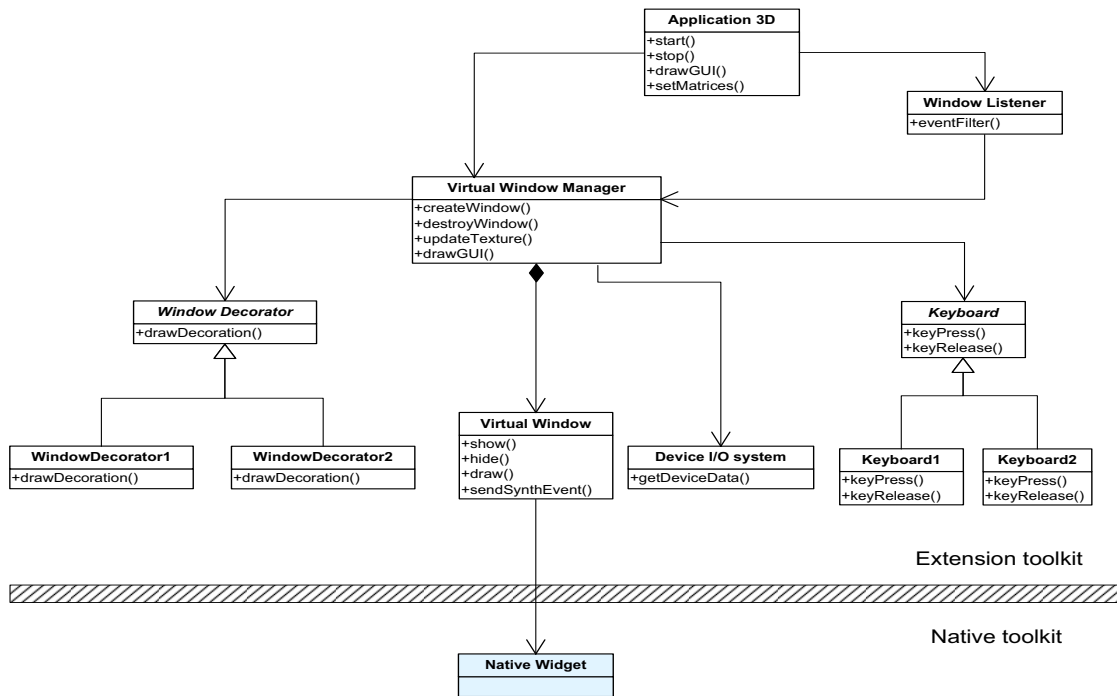 Application 3D
+start()
+stop()
+drawGUI()
+setMatrices()
Window Listener
+eventFilter()
Virtual Window Manager
+createWindow()
+destroyWindow()
+updateTexture()
+drawGUI()
Window Decorator
+drawDecoration()
Keyboard
+keyPress()
+keyRelease()
WindowDecorator1
+drawDecoration()
WindowDecorator2
+drawDecoration()
Virtual Window
+show()
+hide()
+draw()
+sendSynthEvent()
Device I/O system
+getDeviceData()
Keyboard1
+keyPress()
+keyRelease()
Keyboard2
+keyPress()
+keyRelease()
Extension toolkit
Native toolkit
Native Widget